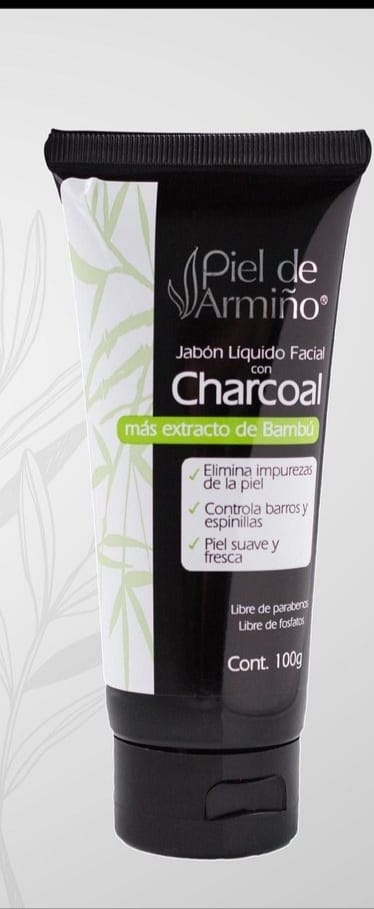 Piel de
Armiño®
Jabón Líquido Facial
con
Charcoal
más extracto de Bambú
✓ Elimina impurezas
de la piel
✓ Controla barros y
espinillas
✓ Piel suave y
fresca
Libre de parabenos
Libre de fosfatos
Cont. 100g